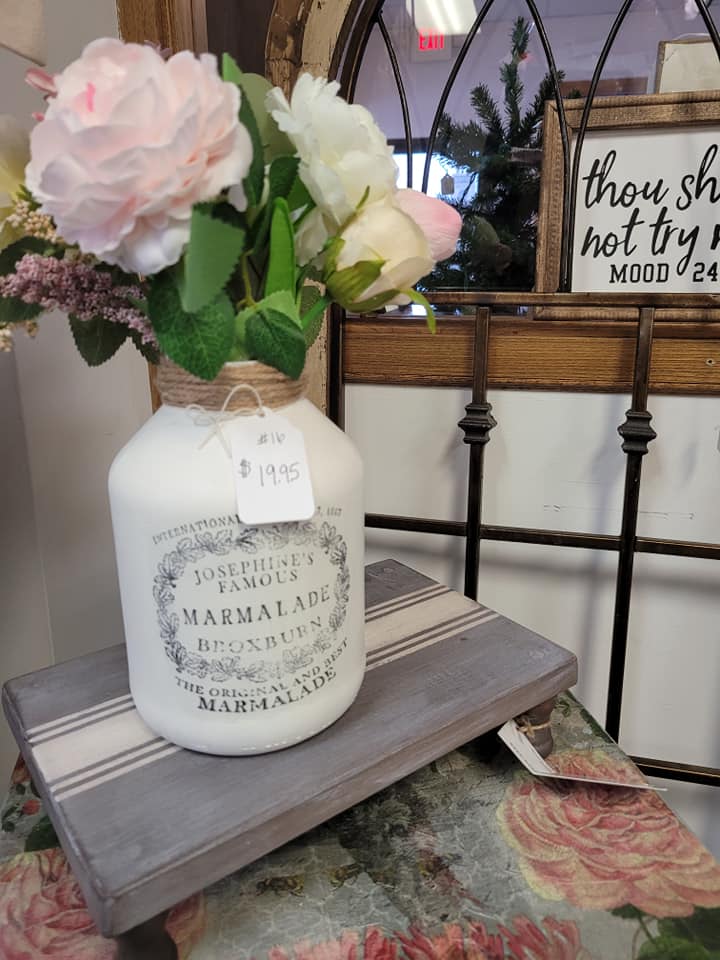 EXIT
thou sh
not try
MOOD 24
#16
$19.95
INTERNATIONAL 1862
JOSEPHINE'S
FAMOUS
MARMALADE
BROXBURN
THE ORIGINAL AND BEST
MARMALADE